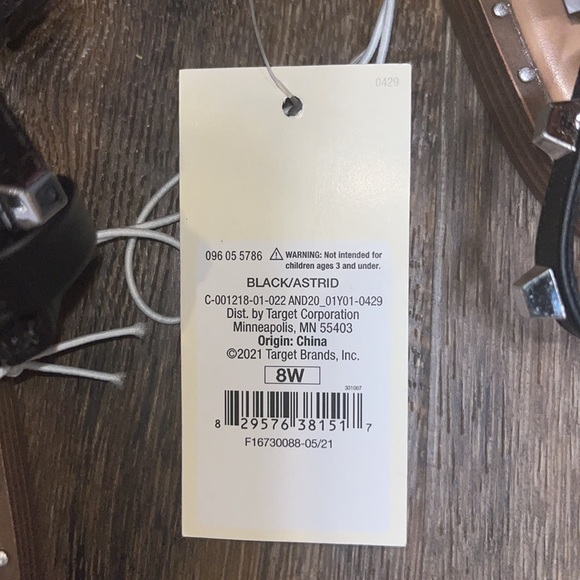 0429
096 05 5786 ⚠ WARNING: Not intended for
children ages 3 and under.
BLACK/ASTRID
C-001218-01-022 AND20_01Y01-0429
Dist. by Target Corporation
Minneapolis, MN 55403
Origin: China
©2021 Target Brands, Inc.
8W
301067
8 29576 38151 7
F16730088-05/21